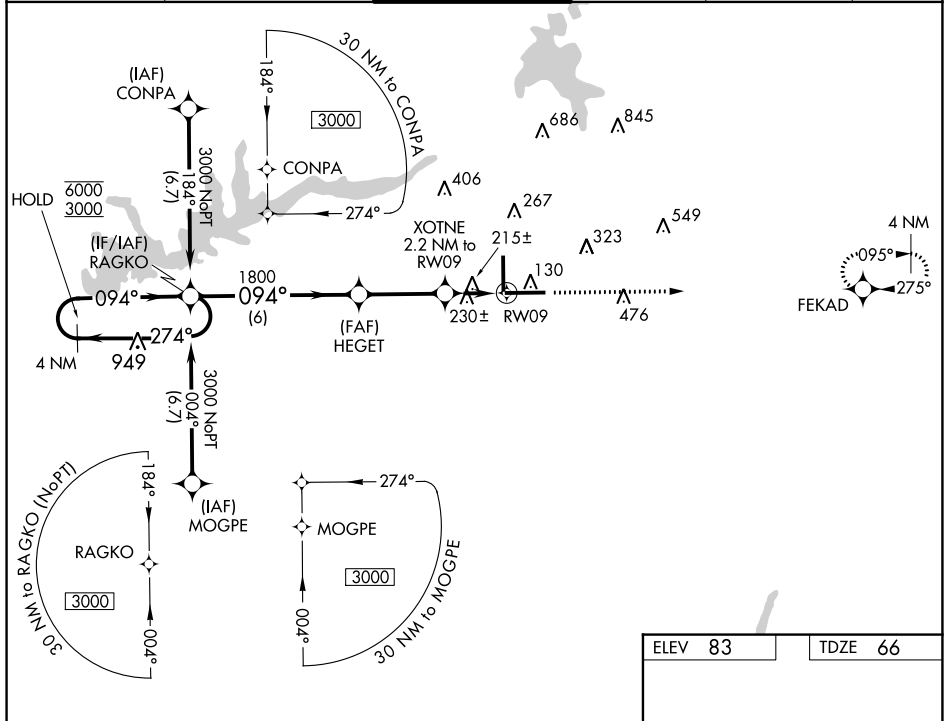 (IAF)
CONPA
184°
30 NM to CONPA
3000
CONPA
274°
3000 NoPT
184°
(6.7)
HOLD 6000
3000
(IF/IAF)
RAGKO
094°
274°
4 NM
949
1800
094°
(6)
(FAF)
HEGET
XOTNE
2.2 NM to
RW09
215±
230±
130
RW09
406
267
686
845
323
549
476
4 NM
095°
275°
FEKAD
3000 NoPT
004°
(6.7)
(IAF)
MOGPE
30 NM to RAGKO (NoPT)
184°
RAGKO
3000
004°
274°
MOGPE
3000
004°
30 NM to MOGPE
ELEV 83
TDZE 66